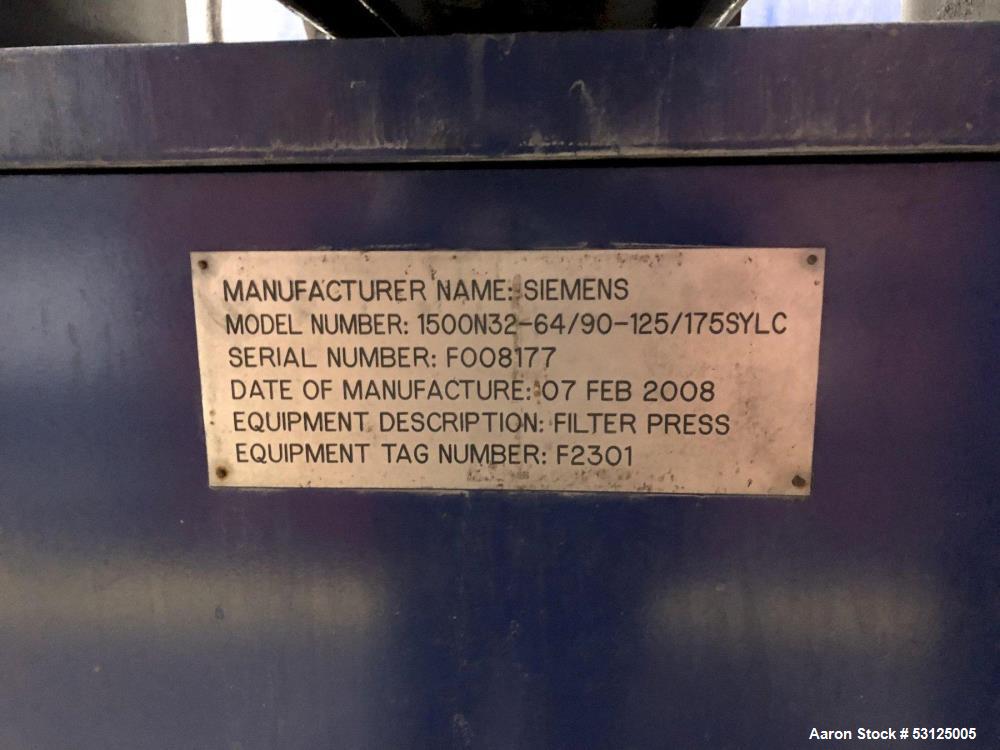 MANUFACTURER NAME: SIEMENS
MODEL NUMBER: 1500N32-64/90-125/175SYLC
SERIAL NUMBER: F008177
DATE OF MANUFACTURE: 07 FEB 2008
EQUIPMENT DESCRIPTION: FILTER PRESS
EQUIPMENT TAG NUMBER: F2301
Aaron Stock # 53125005